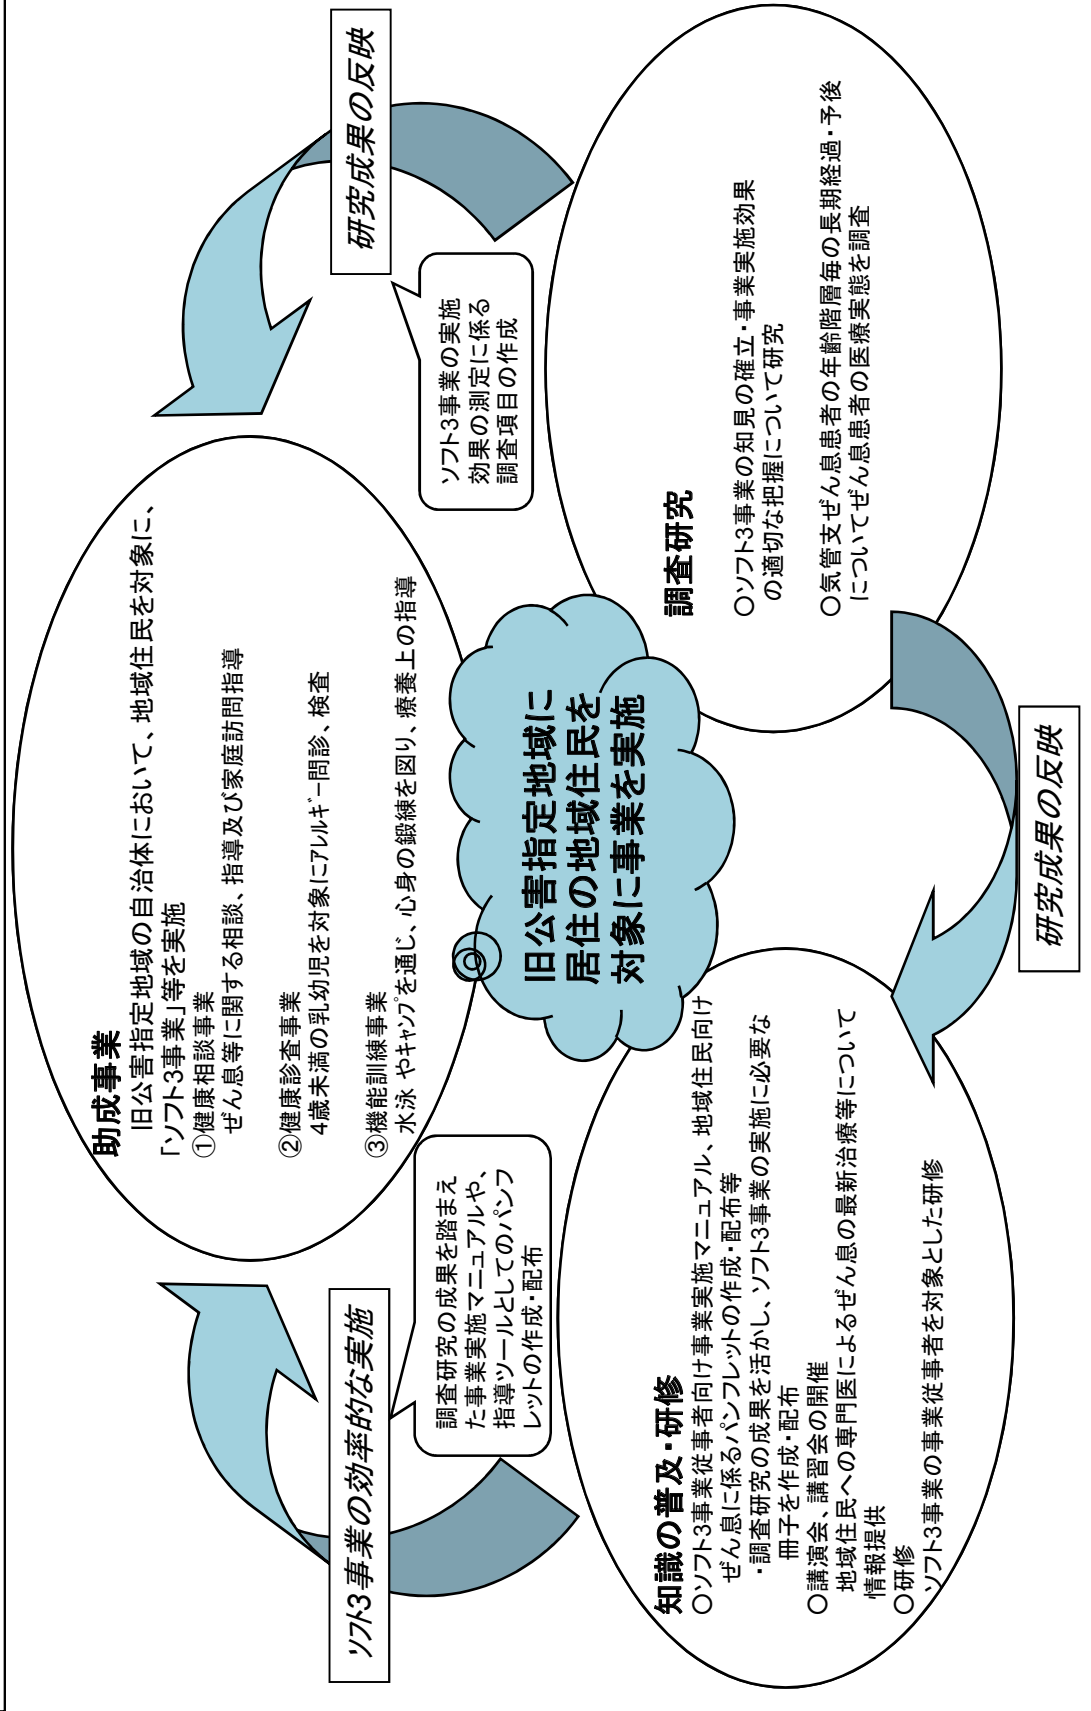 助成事業
旧公害指定地域の自治体において、地域住民を対象に、
「ソフト3事業」等を実施
①健康相談事業
ぜん息等に関する相談、指導及び家庭訪問指導
②健康診査事業
4歳未満の乳幼児を対象にアレルギー問診、検査
③機能訓練事業
水泳やキャンプを通じ、心身の鍛練を図り、療養上の指導
ソフト3事業の効率的な実施
研究成果の反映
調査研究の成果を踏まえ
た事業実施マニュアルや、
指導ツールとしてのパンフ
レットの作成・配布
ソフト3事業の実施
効果の測定に係る
調査項目の作成
旧公害指定地域に
居住の地域住民を
対象に事業を実施
知識の普及・研修
○ソフト3事業従事者向け事業実施マニュアル、地域住民向け
ぜん息に係るパンフレットの作成・配布等
・調査研究の成果を活かし、ソフト3事業の実施に必要な
冊子を作成・配布
○講演会、講習会の開催
地域住民への専門医によるぜん息の最新治療等について
情報提供
○研修
ソフト3事業の事業従事者を対象とした研修
調査研究
○ソフト3事業の知見の確立・事業実施効果
の適切な把握について研究
○気管支ぜん息患者の年齢階層毎の長期経過・予後
についてぜん息患者の医療実態を調査
研究成果の反映